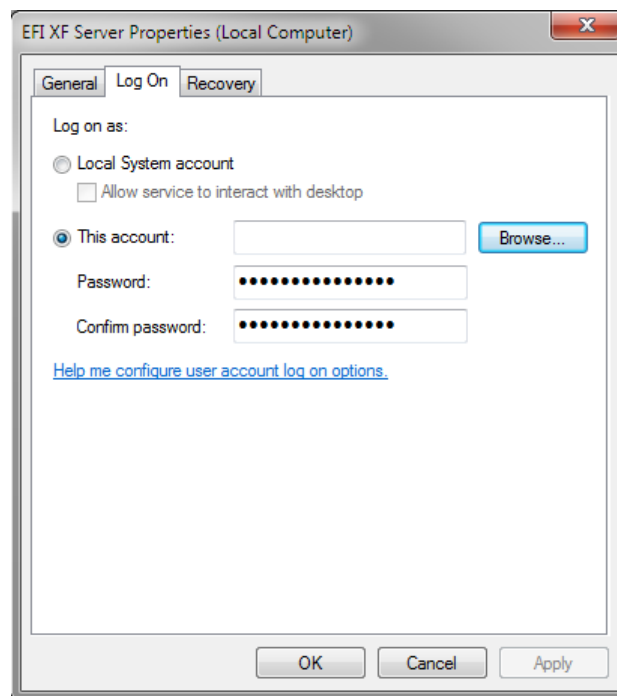 EFI XF Server Properties (Local Computer)
General Log On Recovery
Log on as:
Local System account
Allow service to interact with desktop
This account: Browse...
Password: •••••••••••••••
Confirm password: •••••••••••••••
Help me configure user account log on options.
OK Cancel Apply